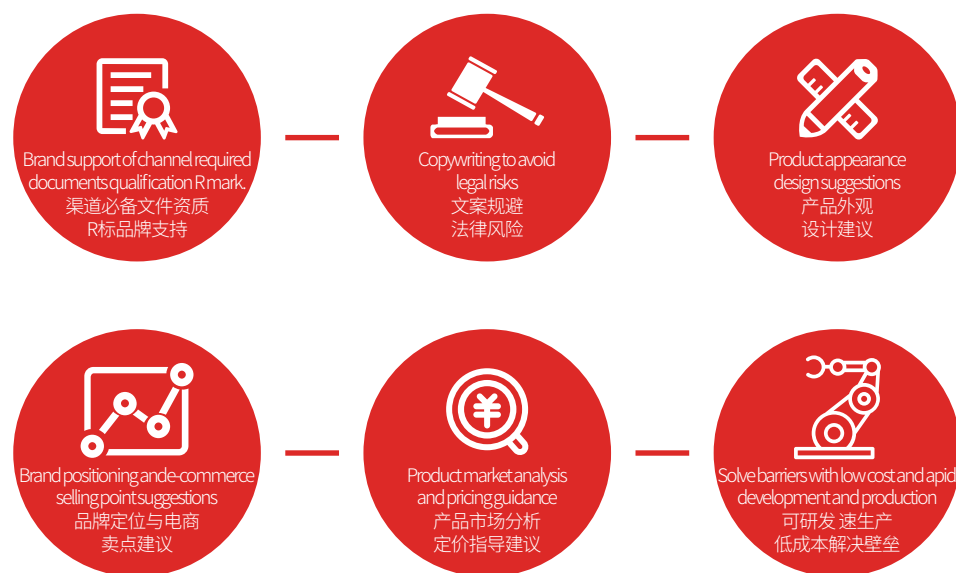 Brand support of channel required
documents qualification R mark.
渠道必备文件资质
R标品牌支持
Copywriting to avoid
legal risks
文案规避
法律风险
Product appearance
design suggestions
产品外观
设计建议
Brand positioning ande-commerce
selling point suggestions
品牌定位与电商
卖点建议
Product market analysis
and pricing guidance
产品市场分析
定价指导建议
Solve barriers with low cost and apid
development and production
可研发 速生产
低成本解决壁垒